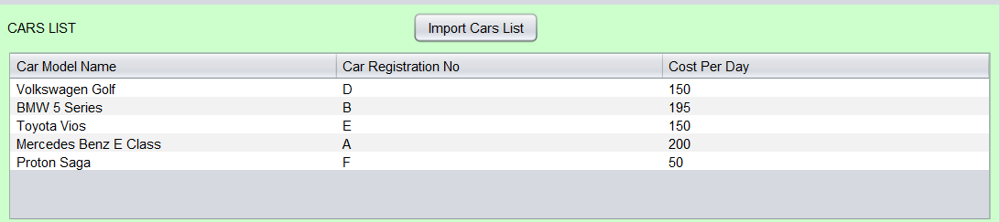 CARS LIST Import Cars List
Car Model Name Car Registration No Cost Per Day
Volkswagen Golf D 150
BMW 5 Series B 195
Toyota Vios E 150
Mercedes Benz E Class A 200
Proton Saga F 50